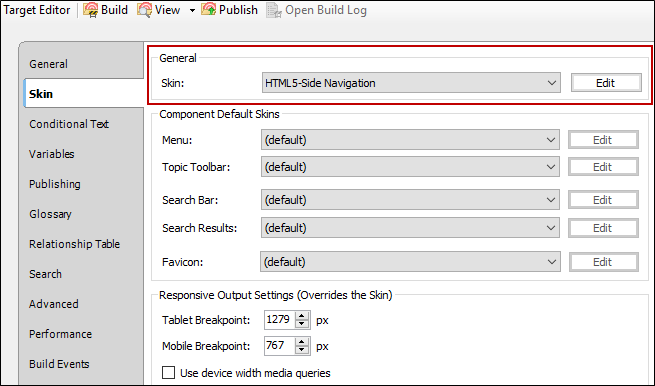 Target Editor Build View Publish Open Build Log
General
Skin
Conditional Text
Variables
Publishing
Glossary
Relationship Table
Search
Advanced
Performance
Build Events
General
Skin: HTML5-Side Navigation Edit
Component Default Skins
Menu: (default) Edit
Topic Toolbar: (default) Edit
Search Bar: (default) Edit
Search Results: (default) Edit
Favicon: (default) Edit
Responsive Output Settings (Overrides the Skin)
Tablet Breakpoint: 1279 px
Mobile Breakpoint: 767 px
Use device width media queries